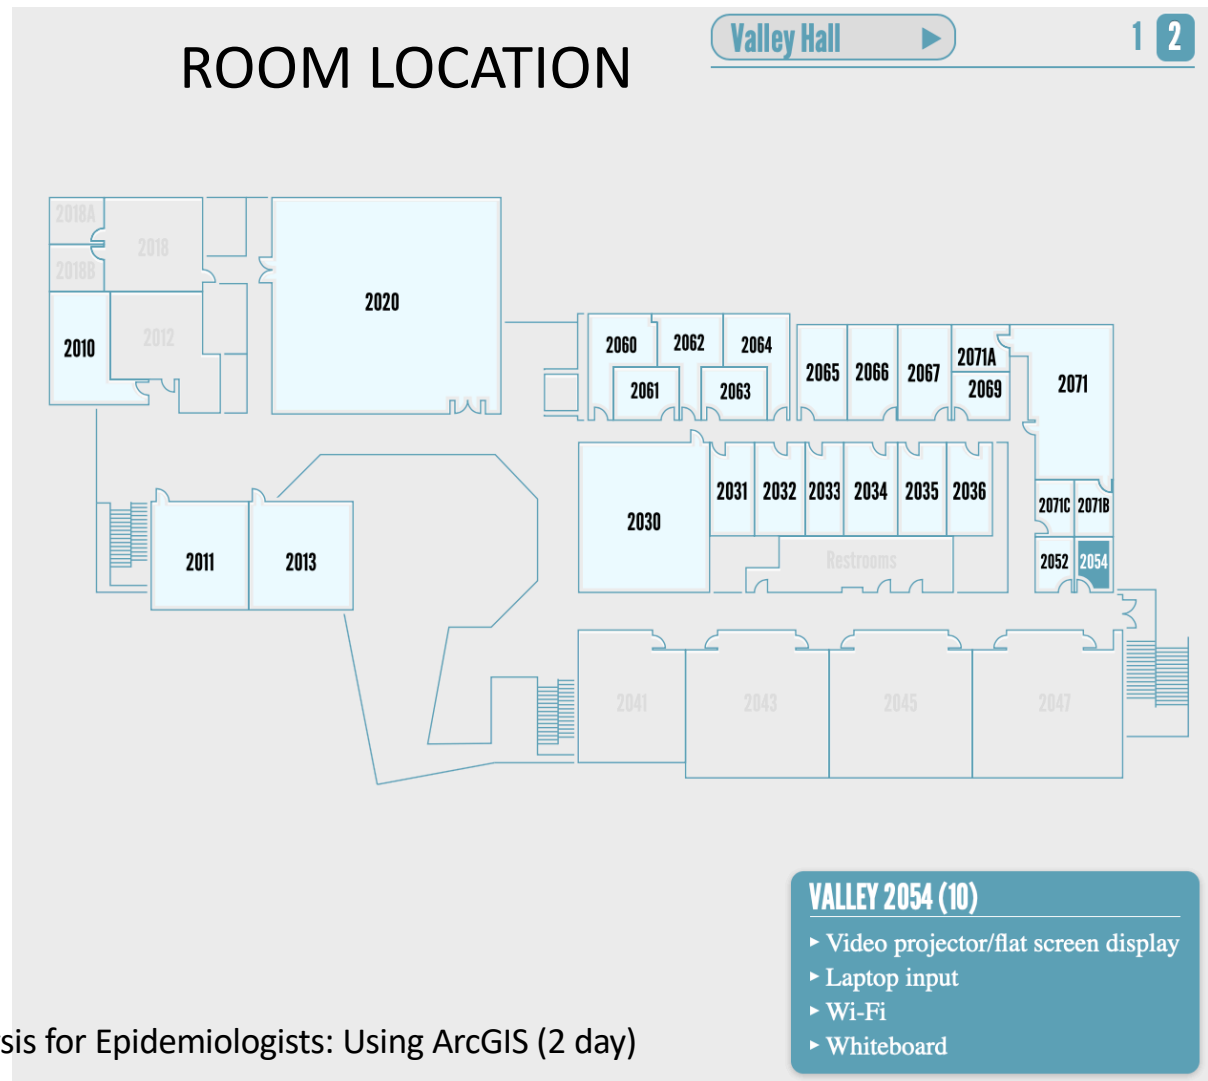 ROOM LOCATION
Valley Hall
1 2
2018A
2018
2018B
2020
2010
2012
2060
2062
2064
2061
2063
2065
2066
2067
2071A
2069
2071
2031
2032
2033
2034
2035
2036
2030
2071C
2071B
2011
2013
Restrooms
2052
2054
2041
2043
2045
2047
VALLEY 2054 (10)
Video projector/flat screen display
Laptop input
Wi-Fi
Whiteboard
sis for Epidemiologists: Using ArcGIS (2 day)